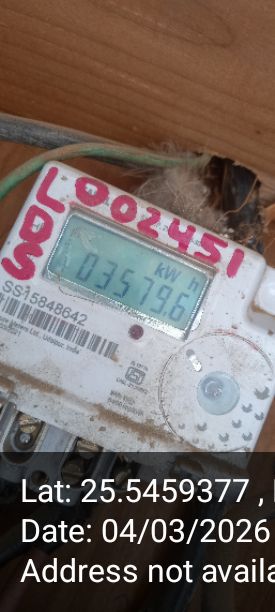 L002451
DS
kWh
035796
SS15848642
Lat: 25.5459377 ,
Date: 04/03/2026
Address not availa